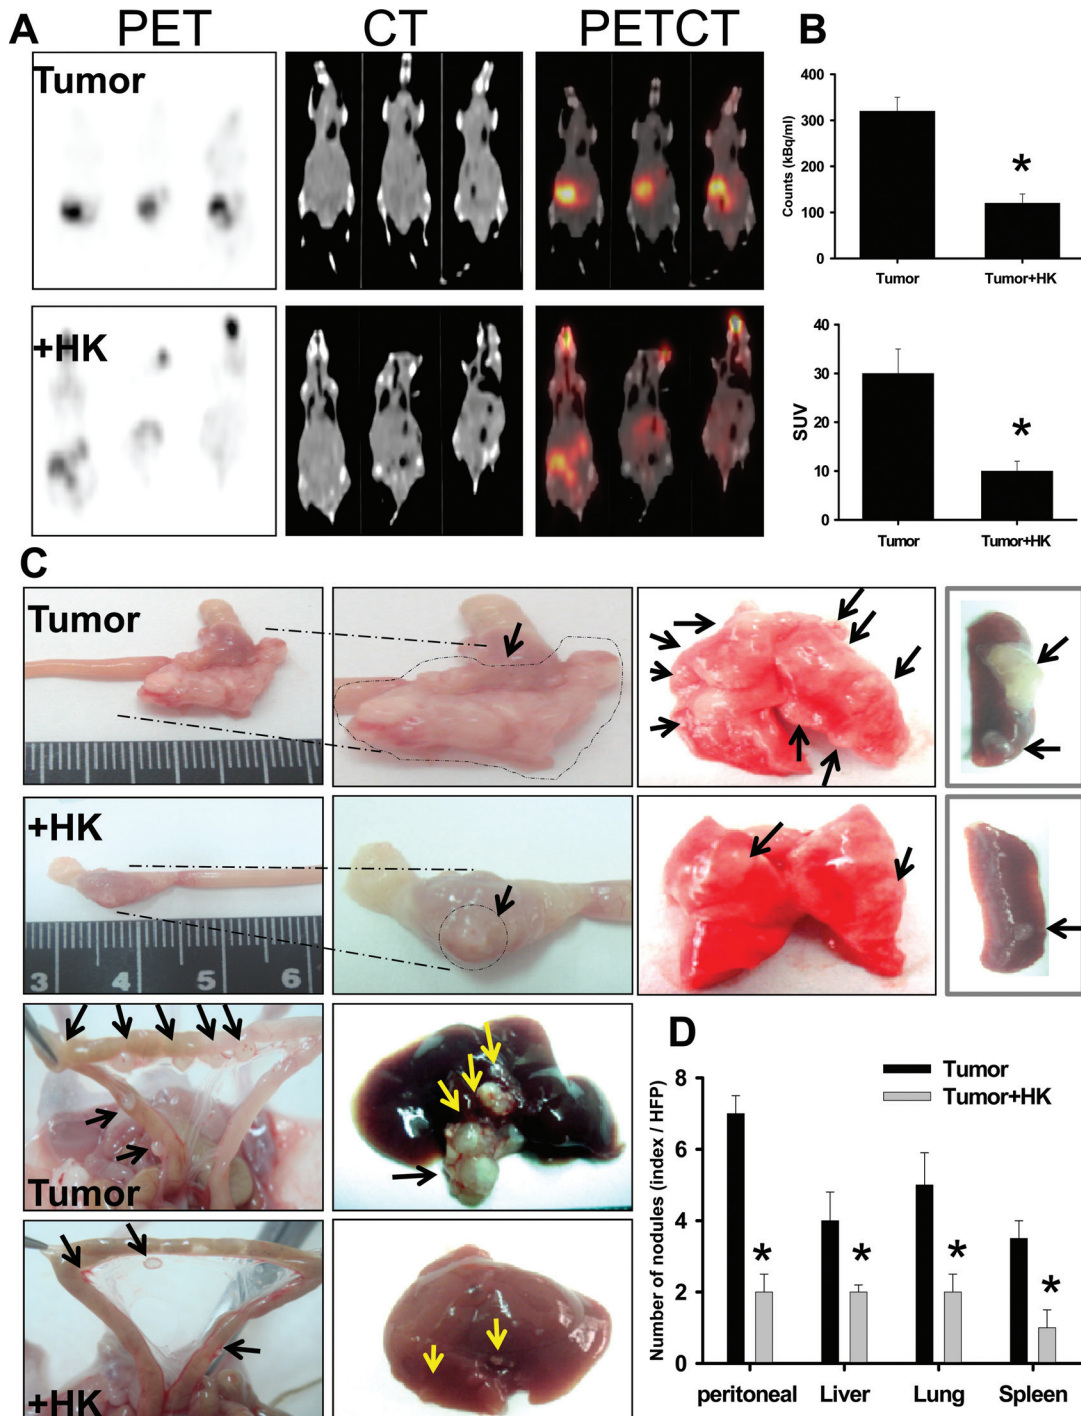 A
PET
CT
PETCT
B
Tumor
+HK
Counts (kBq/ml)
400
300
200
100
0
Tumor
Tumor+HK
*
SUV
40
30
20
10
0
Tumor
Tumor+HK
*
C
Tumor
+HK
3 4 5 6
Tumor
+HK
D
Tumor
Tumor+HK
Number of nodules (index / HFP)
8
6
4
2
0
* * * *
peritoneal Liver Lung Spleen